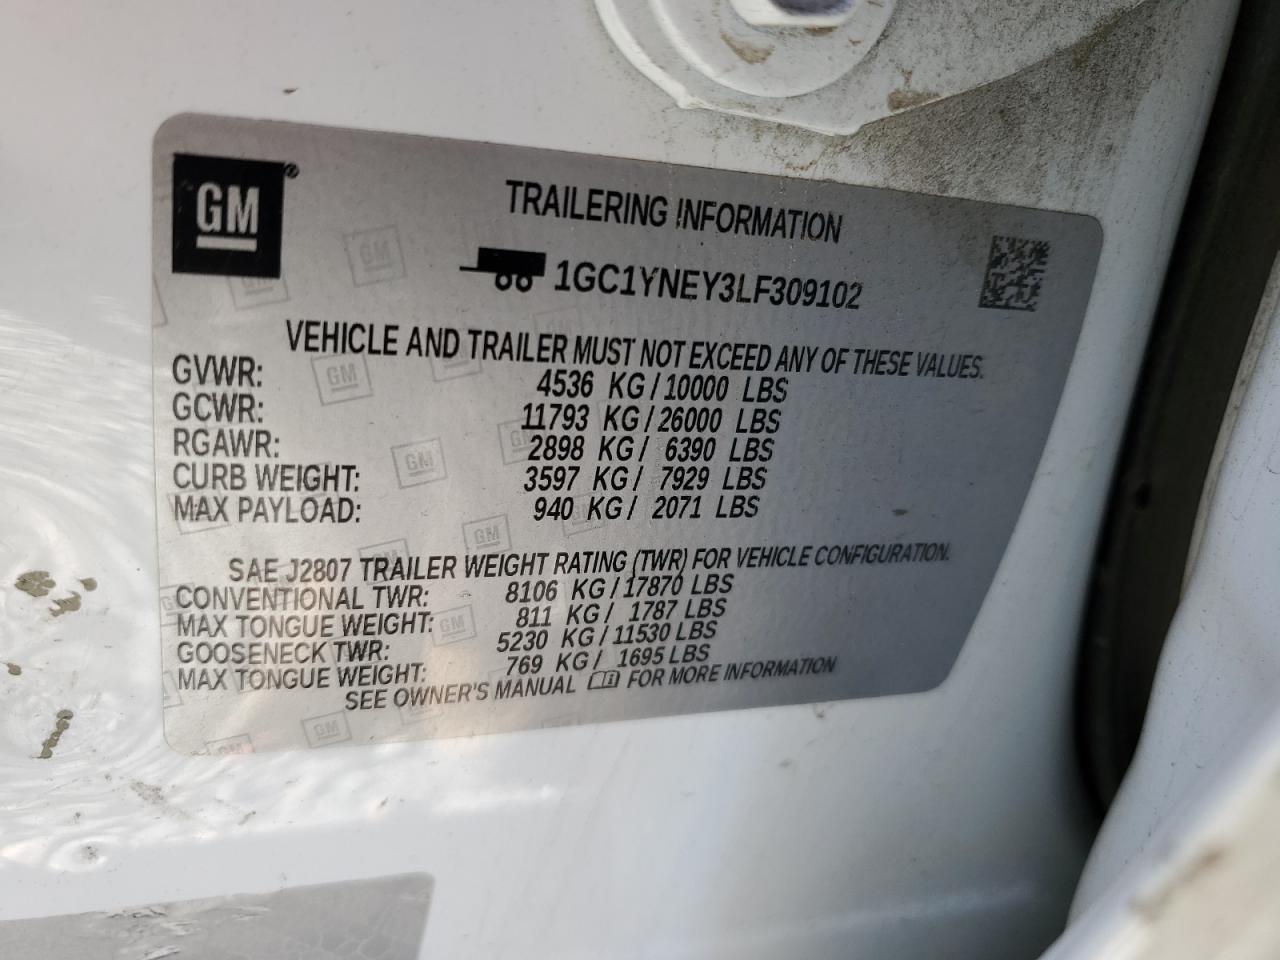 GM®
TRAILERING INFORMATION
1GC1YNEY3LF309102
VEHICLE AND TRAILER MUST NOT EXCEED ANY OF THESE VALUES.
GVWR: 4536 KG/10000 LBS
GCWR: 11793 KG/26000 LBS
RGAWR: 2898 KG/ 6390 LBS
CURB WEIGHT: 3597 KG/ 7929 LBS
MAX PAYLOAD: 940 KG/ 2071 LBS
SAE J2807 TRAILER WEIGHT RATING (TWR) FOR VEHICLE CONFIGURATION.
CONVENTIONAL TWR: 8106 KG/17870 LBS
MAX TONGUE WEIGHT: 811 KG/ 1787 LBS
GOOSENECK TWR: 5230 KG/11530 LBS
MAX TONGUE WEIGHT: 769 KG/ 1695 LBS
SEE OWNER'S MANUAL FOR MORE INFORMATION